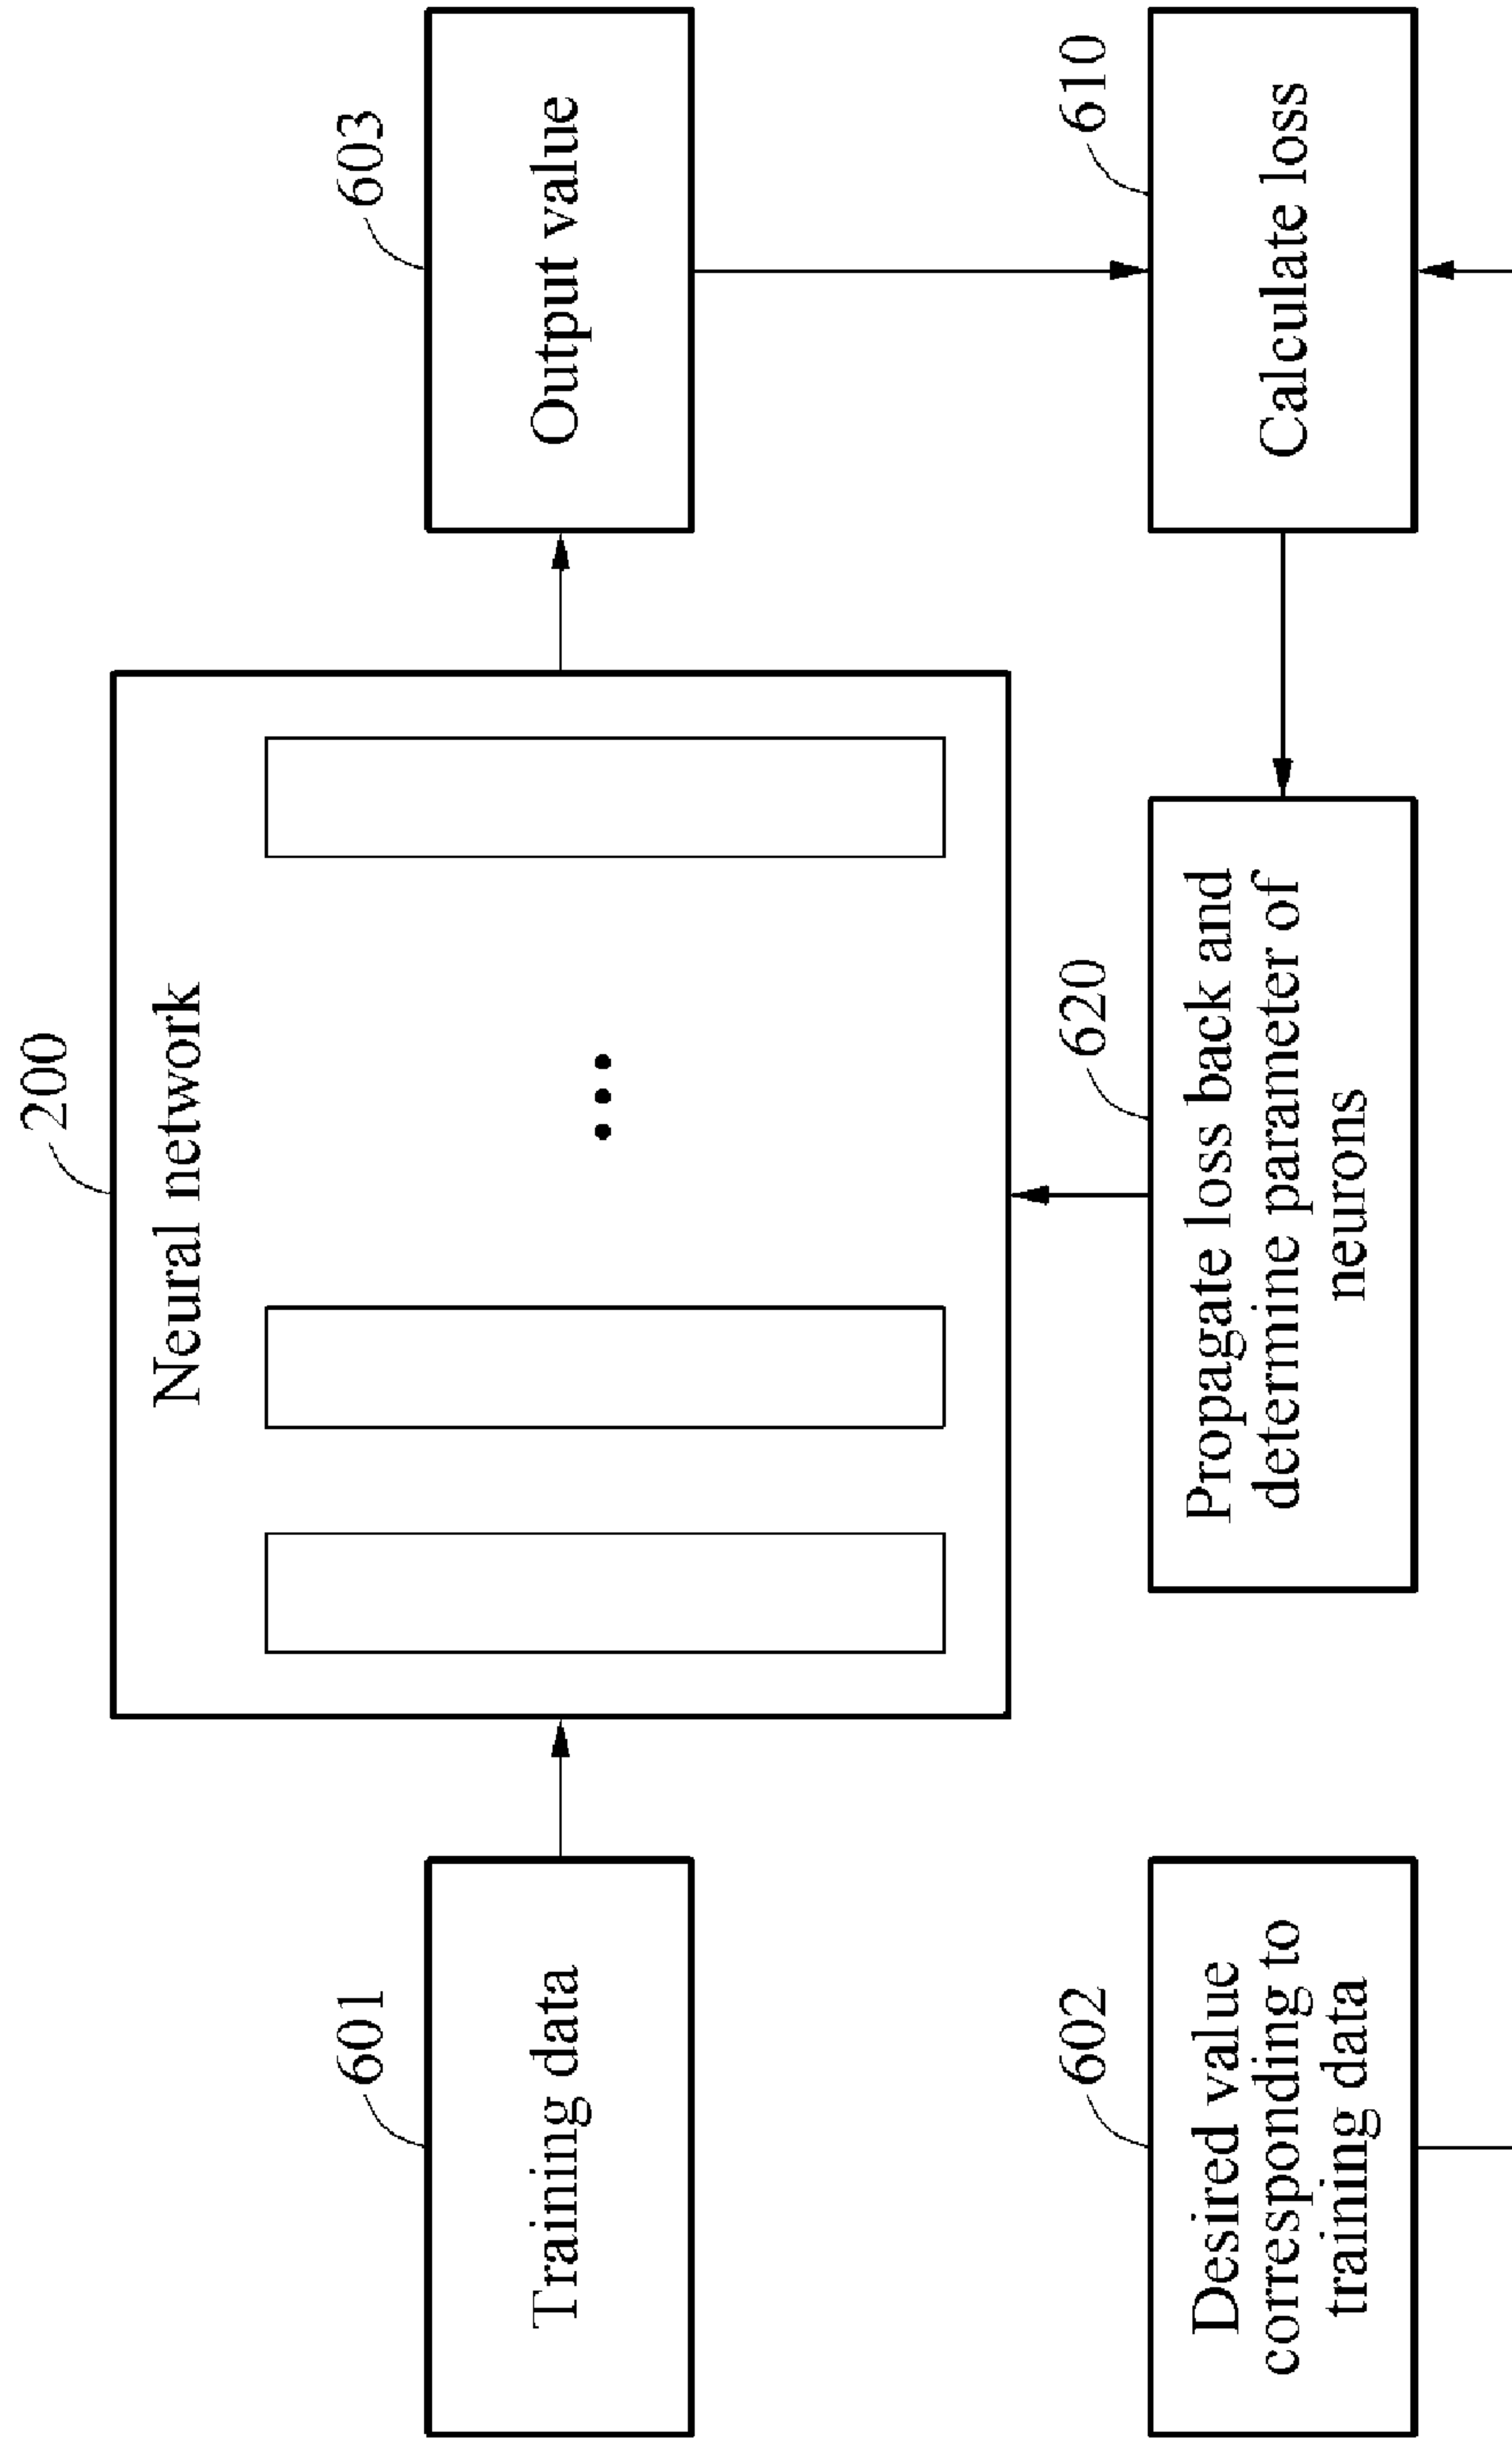 200
Neural network
601
Training data
603
Output value
602
Desired value
corresponding to
training data
620
Propagate loss back and
determine parameter of
neurons
610
Calculate loss